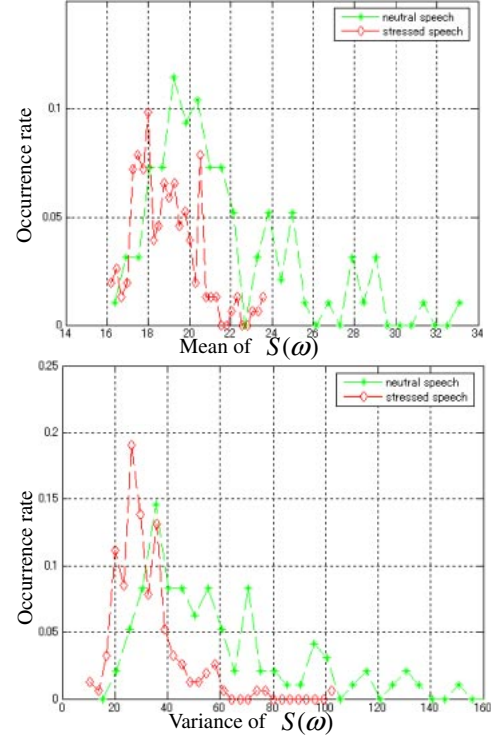 neutral speech
stressed speech
0.1
0.05
0
Occurrence rate
14 16 18 20 22 24 26 28 30 32 34
Mean of S(ω)
0.25
neutral speech
stressed speech
0.2
0.15
0.1
0.05
0
Occurrence rate
0 20 40 60 80 100 120 140 160
Variance of S(ω)